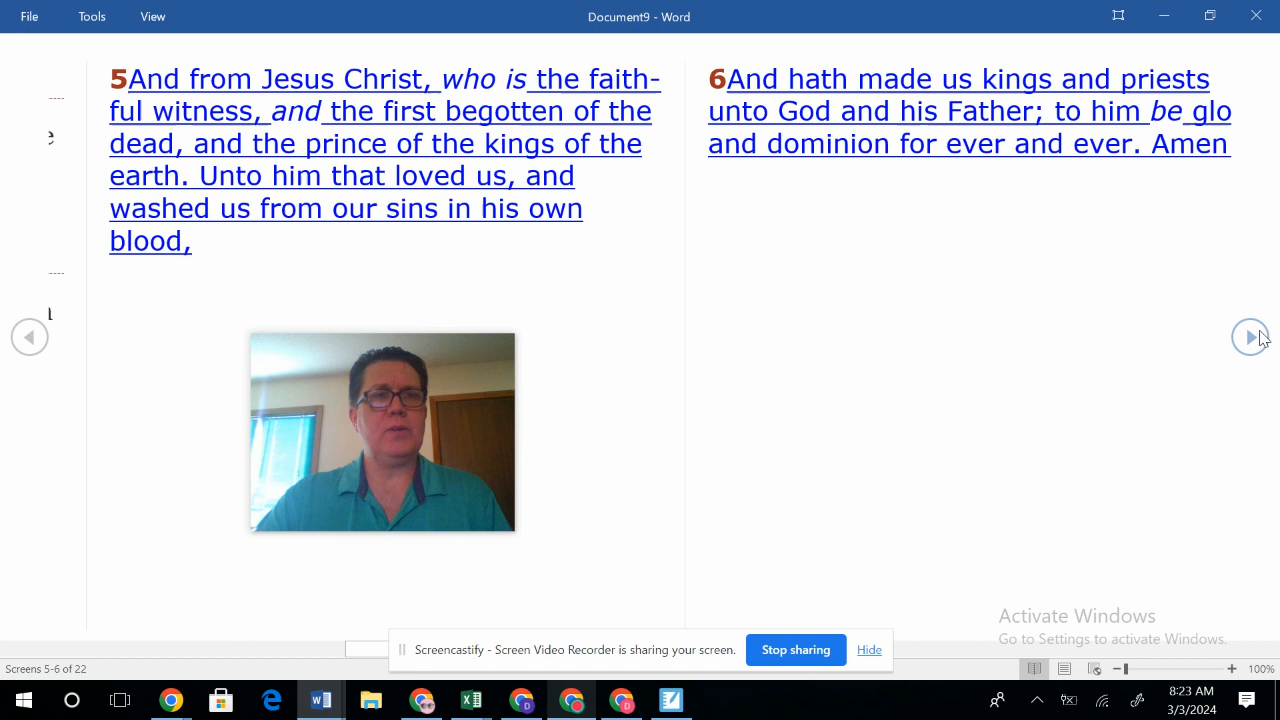 File Tools View Document9 - Word
5And from Jesus Christ, who is the faith-
ful witness, and the first begotten of the
dead, and the prince of the kings of the
earth. Unto him that loved us, and
washed us from our sins in his own
blood,
6And hath made us kings and priests
unto God and his Father; to him be glo
and dominion for ever and ever. Amen
Activate Windows
Go to Settings to activate Windows.
Screencastify - Screen Video Recorder is sharing your screen. Stop sharing Hide
Screens 5-6 of 22 100%
8:23 AM
3/3/2024